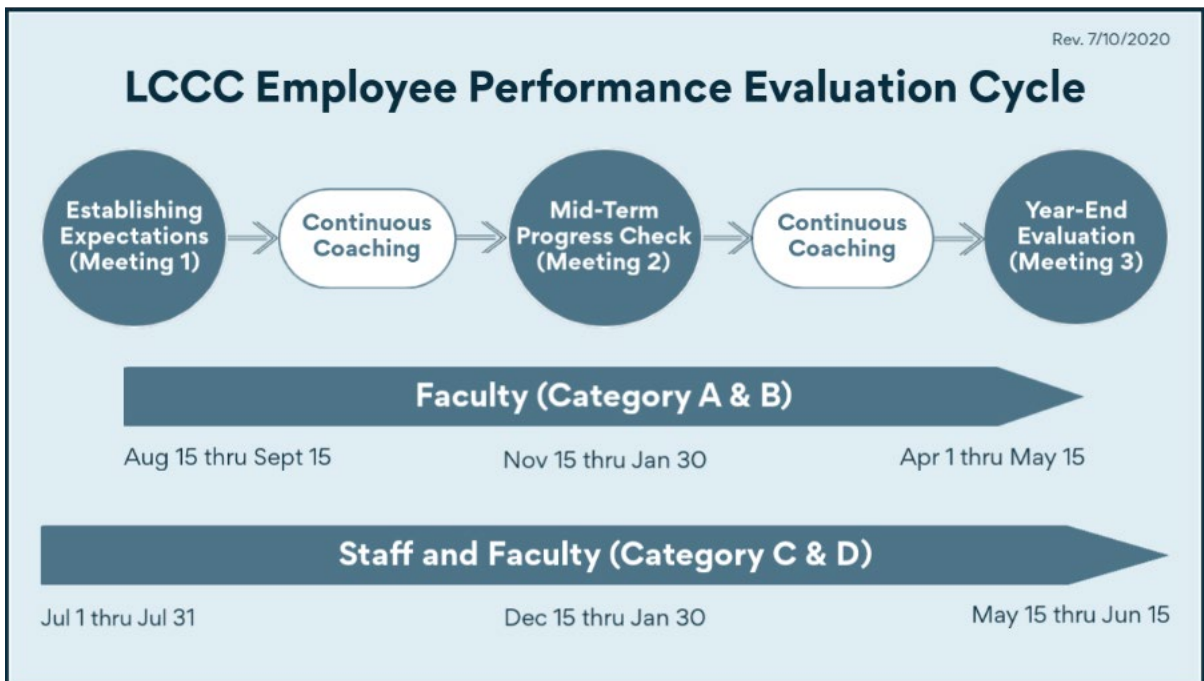 Rev. 7/10/2020
LCCC Employee Performance Evaluation Cycle
Establishing
Expectations
(Meeting 1)
Continuous
Coaching
Mid-Term
Progress Check
(Meeting 2)
Continuous
Coaching
Year-End
Evaluation
(Meeting 3)
Faculty (Category A & B)
Aug 15 thru Sept 15
Nov 15 thru Jan 30
Apr 1 thru May 15
Staff and Faculty (Category C & D)
Jul 1 thru Jul 31
Dec 15 thru Jan 30
May 15 thru Jun 15